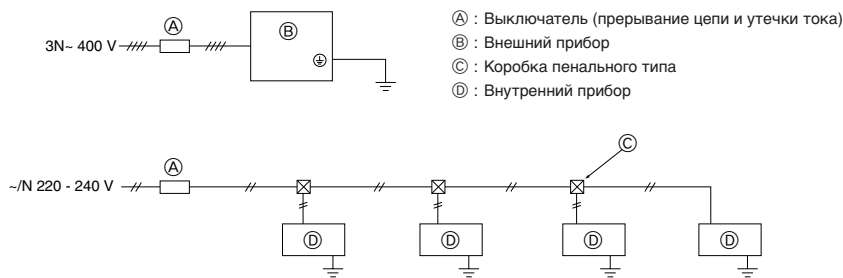 Ⓐ
Ⓑ
3N~ 400 V
Ⓐ : Выключатель (прерывание цепи и утечки тока)
Ⓑ : Внешний прибор
Ⓒ : Коробка пенального типа
Ⓓ : Внутренний прибор
Ⓐ
Ⓒ
~/N 220 - 240 V
Ⓓ Ⓓ Ⓓ Ⓓ